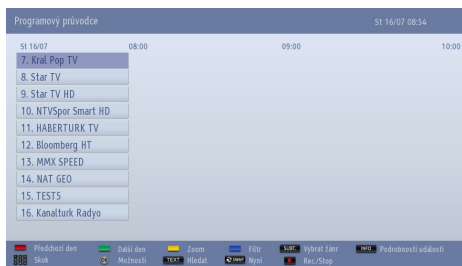 Programový průvodce St 16/07 08:54
St 16/07 08:00 09:00 10:00
7. Kral Pop TV
8. Star TV
9. Star TV HD
10. NTVSpor Smart HD
11. HABERTURK TV
12. Bloomberg HT
13. MMX SPEED
14. NAT GEO
15. TEST5
16. Kanalturk Radyo
Předchozí den Další den Zoom Filtr SUBT. Vybrat žánr INFO Podrobnosti události
Skok OK Možnosti TEXT Hledat SWAP Nyní Rec./Stop